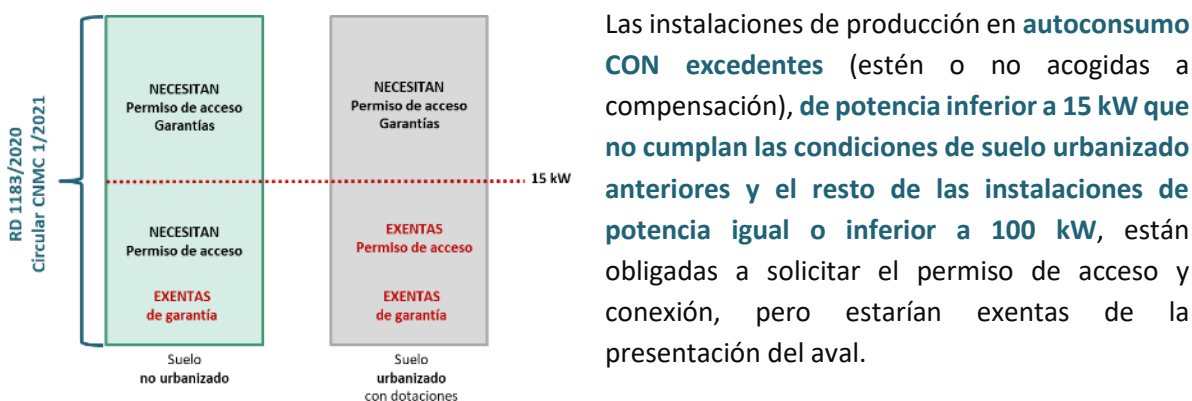 RD 1183/2020
Circular CNMC 1/2021
NECESITAN
Permiso de acceso
Garantías
NECESITAN
Permiso de acceso
EXENTAS
de garantía
Suelo
no urbanizado
NECESITAN
Permiso de acceso
Garantías
EXENTAS
Permiso de acceso
EXENTAS
de garantía
Suelo
urbanizado
con dotaciones
15 kW
Las instalaciones de producción en autoconsumo
CON excedentes (estén o no acogidas a
compensación), de potencia inferior a 15 kW que
no cumplan las condiciones de suelo urbanizado
anteriores y el resto de las instalaciones de
potencia igual o inferior a 100 kW, están
obligadas a solicitar el permiso de acceso y
conexión, pero estarían exentas de la
presentación del aval.